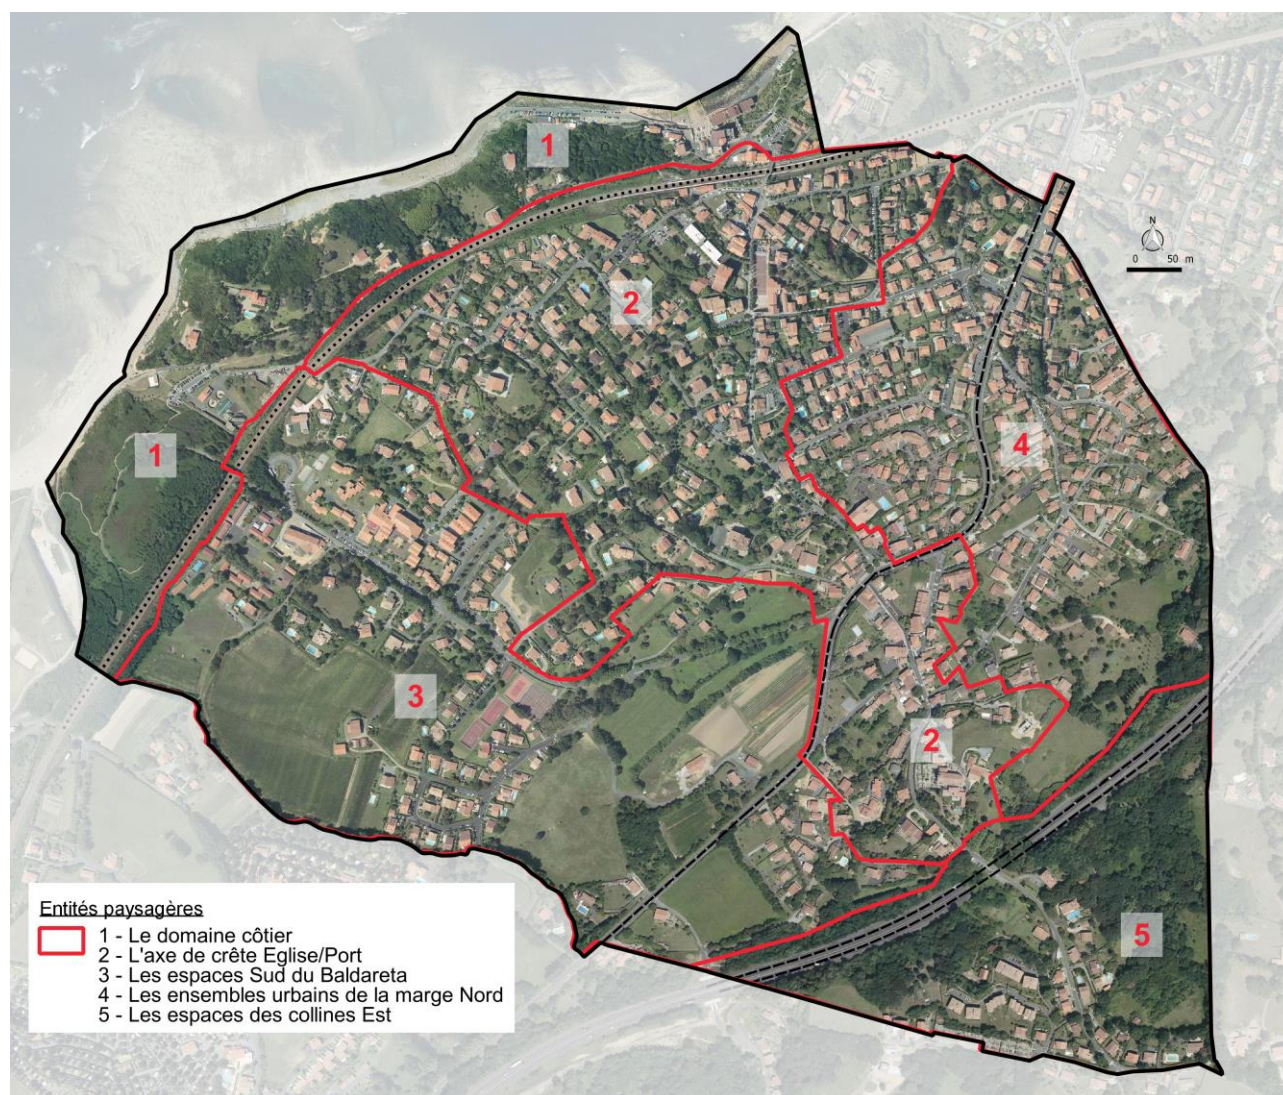 1
N
0 50 m
2
4
1
3
2
5
Entités paysagères
1 - Le domaine côtier
2 - L'axe de crête Eglise/Port
3 - Les espaces Sud du Baldareta
4 - Les ensembles urbains de la marge Nord
5 - Les espaces des collines Est